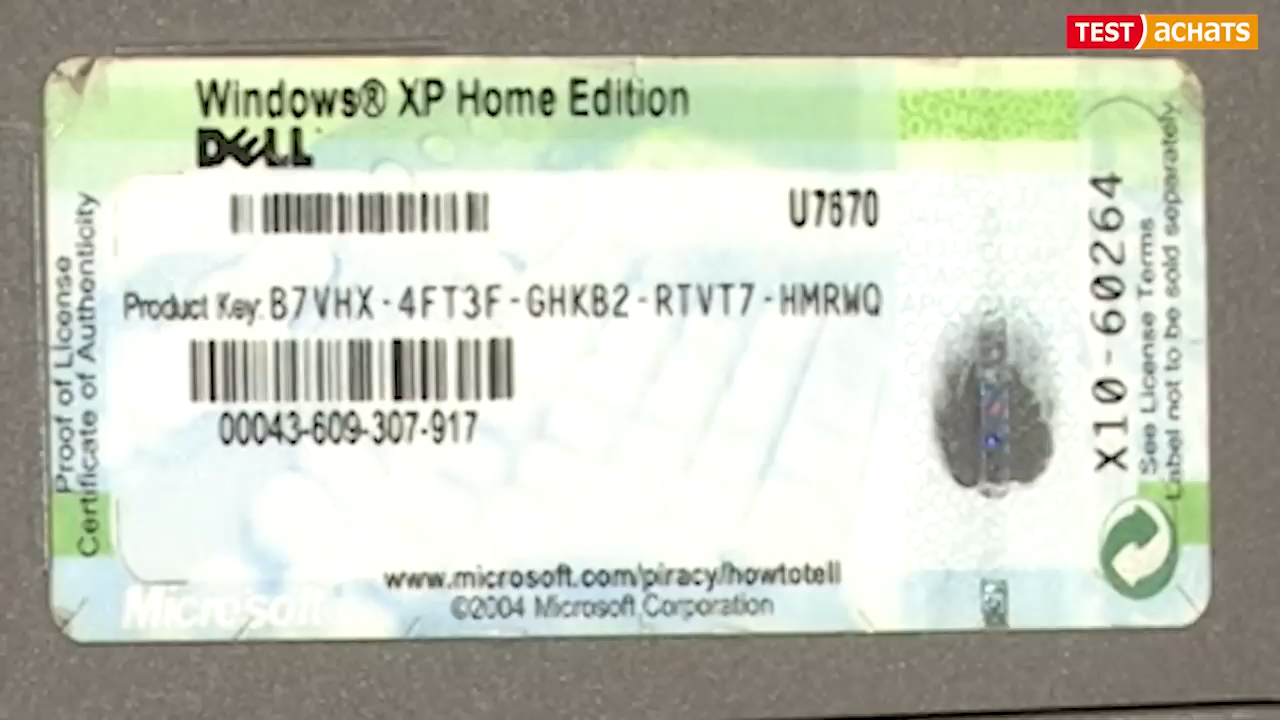 TEST achats
Windows® XP Home Edition
DELL
U7670
Product Key: B7VHX-4FT3F-GHKB2-RTVT7-HMRWQ
00043-609-307-917
www.microsoft.com/piracy/howtotell
©2004 Microsoft Corporation
Microsoft
Proof of License
Certificate of Authenticity
X10-60264
See License Terms
Label not to be sold separately